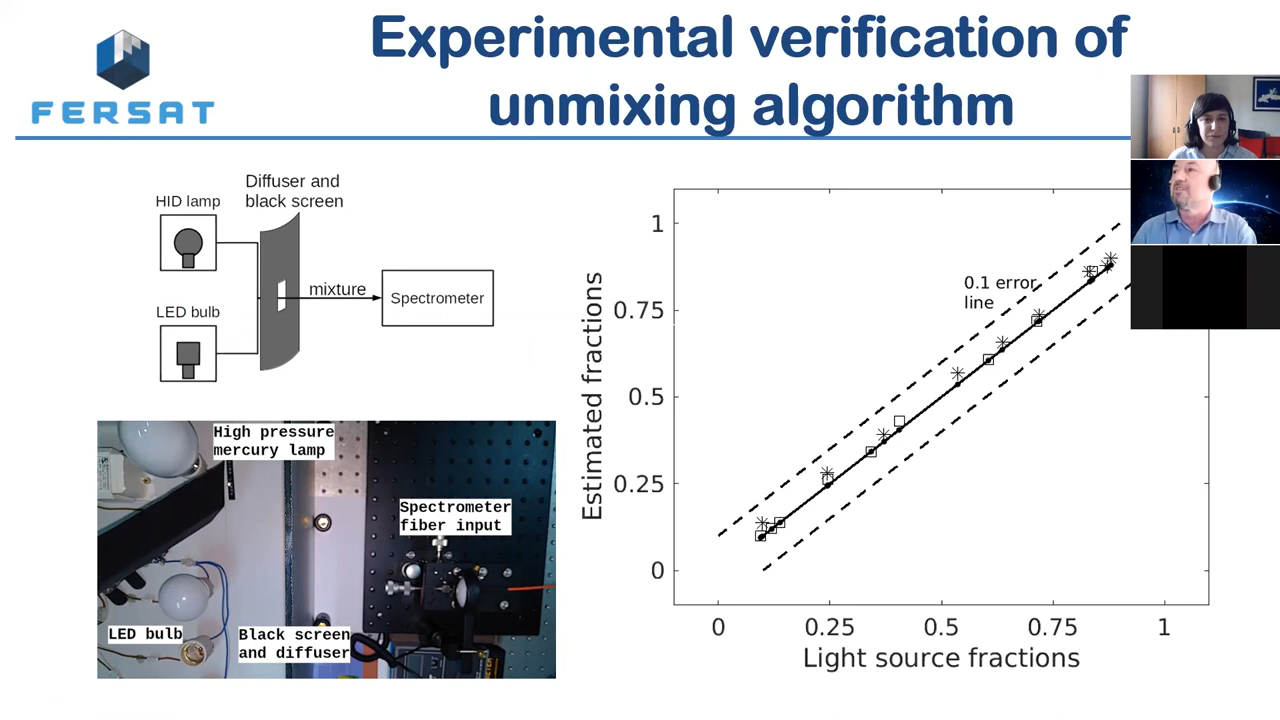 Experimental verification of
unmixing algorithm
FERSAT
Diffuser and
black screen
HID lamp
mixture
Spectrometer
LED bulb
High pressure
mercury lamp
Spectrometer
fiber input
LED bulb
Black screen
and diffuser
0.1 error
line
Estimated fractions
1
0.75
0.5
0.25
0
0
0.25
0.5
0.75
1
Light source fractions